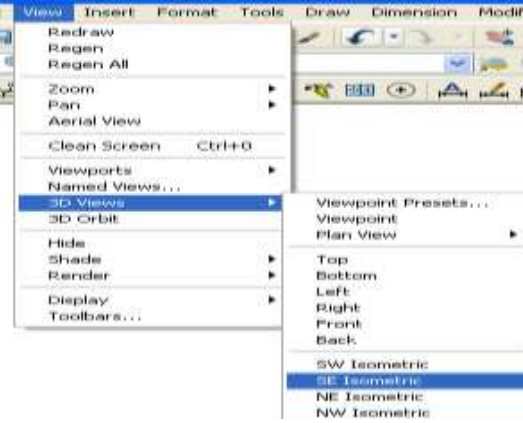 View Insert Format Tools Draw Dimension Modif
Redraw
Regen
Regen All
Zoom
Pan
Aerial View
Clean Screen Ctrl+0
Viewports
Named Views...
3D Views
3D Orbit
Hide
Shade
Render
Display
Toolbars...
Viewpoint Presets...
Viewpoint
Plan View
Top
Bottom
Left
Right
Front
Back
SW Isometric
SE Isometric
NE Isometric
NW Isometric